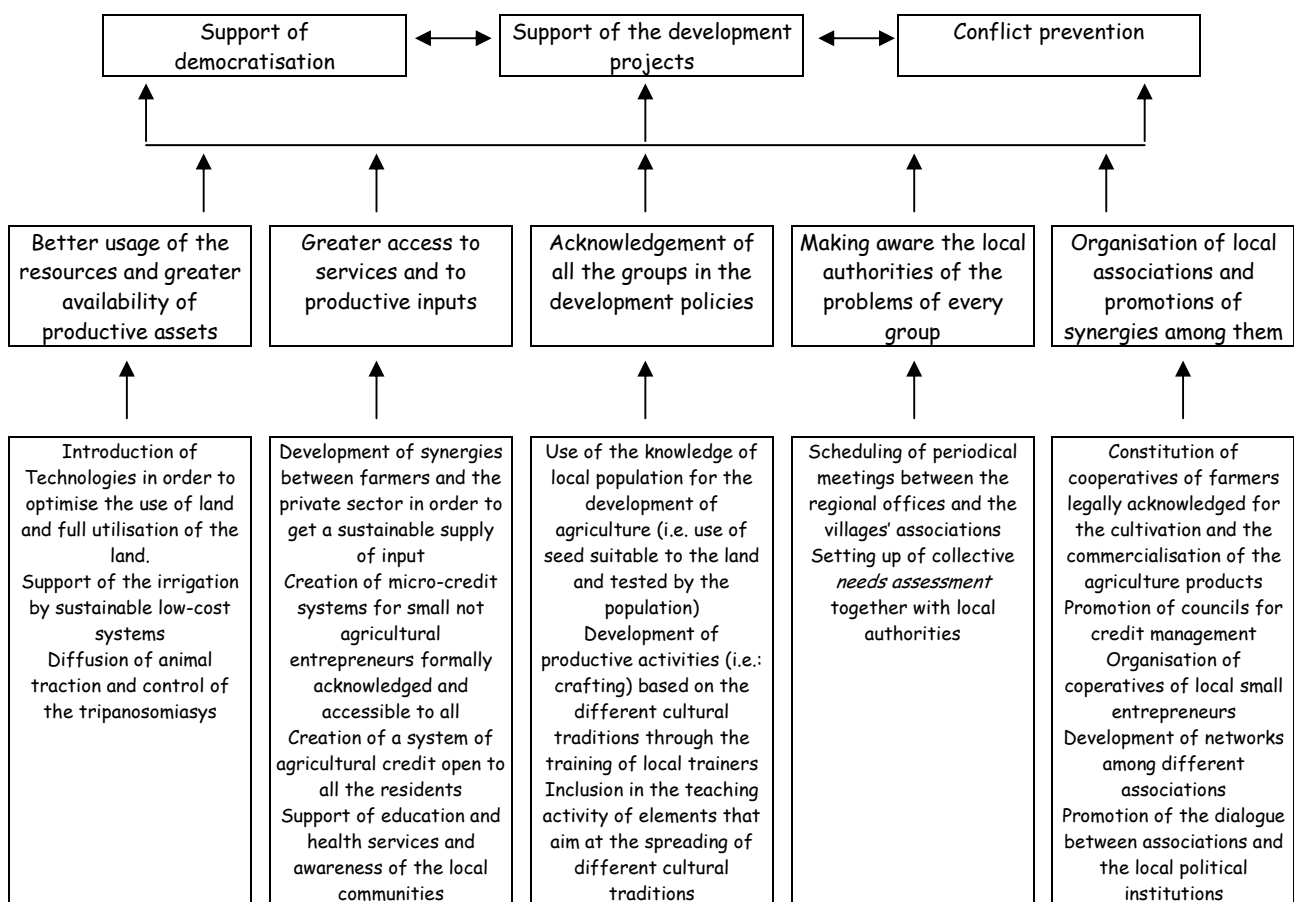 Support of
democratisation
Support of the development
projects
Conflict prevention
Better usage of the
resources and greater
availability of
productive assets
Greater access to
services and to
productive inputs
Acknowledgement of
all the groups in the
development policies
Making aware the local
authorities of the
problems of every
group
Organisation of local
associations and
promotions of
synergies among them
Introduction of
Technologies in order to
optimise the use of land
and full utilisation of the
land.
Support of the irrigation
by sustainable low-cost
systems
Diffusion of animal
traction and control of
the tripanosomiasys
Development of synergies
between farmers and the
private sector in order to
get a sustainable supply
of input
Creation of micro-credit
systems for small not
agricultural
entrepreneurs formally
acknowledged and
accessible to all
Creation of a system of
agricultural credit open to
all the residents
Support of education and
health services and
awareness of the local
communities
Use of the knowledge of
local population for the
development of
agriculture (i.e. use of
seed suitable to the land
and tested by the
population)
Development of
productive activities (i.e.:
crafting) based on the
different cultural
traditions through the
training of local trainers
Inclusion in the teaching
activity of elements that
aim at the spreading of
different cultural
traditions
Scheduling of periodical
meetings between the
regional offices and the
villages’ associations
Setting up of collective
needs assessment
together with local
authorities
Constitution of
cooperatives of farmers
legally acknowledged for
the cultivation and the
commercialisation of the
agriculture products
Promotion of councils for
credit management
Organisation of
coperatives of local small
entrepreneurs
Development of networks
among different
associations
Promotion of the dialogue
between associations and
the local political
institutions